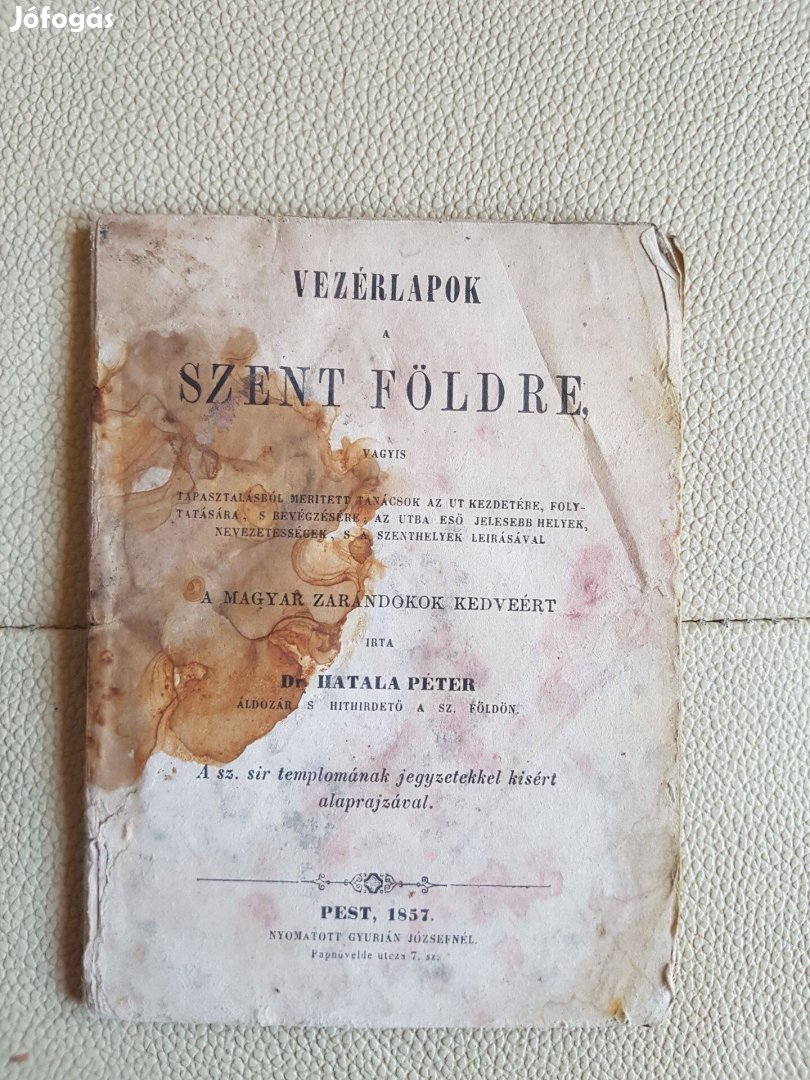 Jófogás
VEZÉRLAPOK
A
SZENT FÖLDRE,
VAGYIS
TAPASZTALÁSBÓL MERITETT TANÁCSOK AZ UT KEZDETÉRE, FOLY-
TATÁSÁRA, S BEVÉGZÉSÉRE; AZ UTBA ESŐ JELESEBB HELYEK,
NEVEZETESSÉGEK, S A SZENTHELYEK LEIRÁSÁVAL
A MAGYAR ZARÁNDOKOK KEDVEÉRT
IRTA
Dr. HATALA PÉTER
ÁLDOZÁR S HITHIRDETŐ A SZ. FÖLDÖN.
A sz. sir templomának jegyzetekkel kisért
alaprajzával.
PEST, 1857.
NYOMATOTT GYURIÁN JÓZSEFNÉL.
Papnövelde utcza 7. sz.